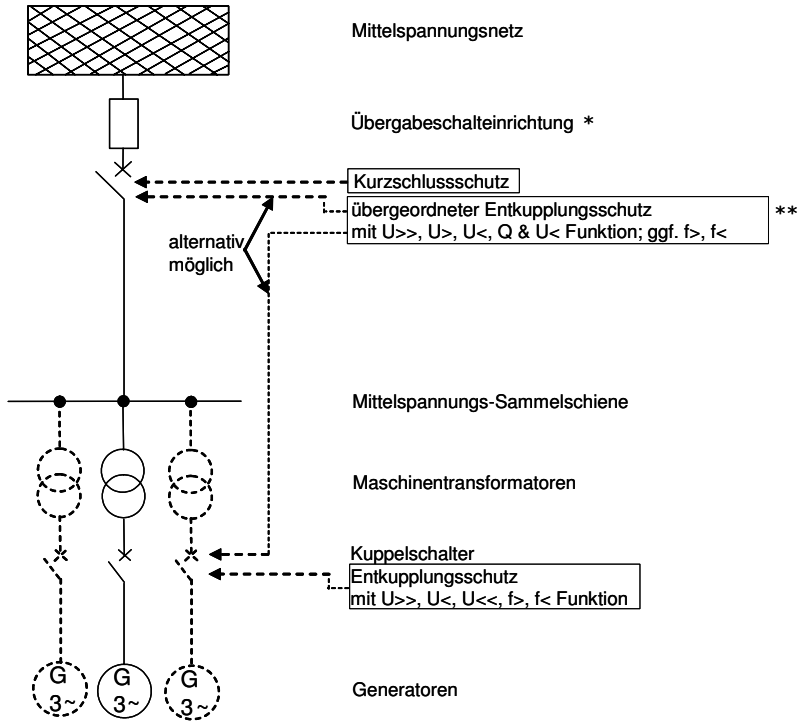 Mittelspannungsnetz
Übergabeschalteinrichtung *
Kurzschlussschutz
übergeordneter Entkupplungsschutz **
mit U>>, U>, U<, Q & U< Funktion; ggf. f>, f<
alternativ
möglich
Mittelspannungs-Sammelschiene
Maschinentransformatoren
Kuppelschalter
Entkupplungsschutz
mit U>>, U<, U<<, f>, f< Funktion
G
3~
G
3~
G
3~
Generatoren